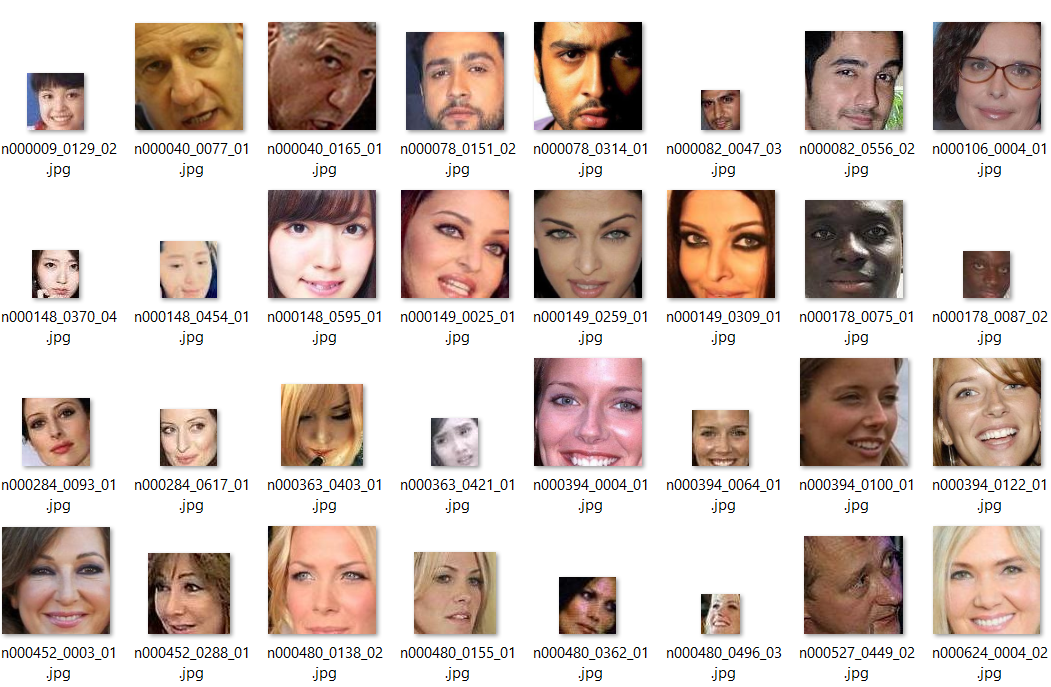 n000009_0129_02
.jpg
n000040_0077_01
.jpg
n000040_0165_01
.jpg
n000078_0151_02
.jpg
n000078_0314_01
.jpg
n000082_0047_03
.jpg
n000082_0556_02
.jpg
n000106_0004_01
.jpg
n000148_0370_04
.jpg
n000148_0454_01
.jpg
n000148_0595_01
.jpg
n000149_0025_01
.jpg
n000149_0259_01
.jpg
n000149_0309_01
.jpg
n000178_0075_01
.jpg
n000178_0087_02
.jpg
n000284_0093_01
.jpg
n000284_0617_01
.jpg
n000363_0403_01
.jpg
n000363_0421_01
.jpg
n000394_0004_01
.jpg
n000394_0064_01
.jpg
n000394_0100_01
.jpg
n000394_0122_01
.jpg
n000452_0003_01
.jpg
n000452_0288_01
.jpg
n000480_0138_02
.jpg
n000480_0155_01
.jpg
n000480_0362_01
.jpg
n000480_0496_03
.jpg
n000527_0449_02
.jpg
n000624_0004_02
.jpg